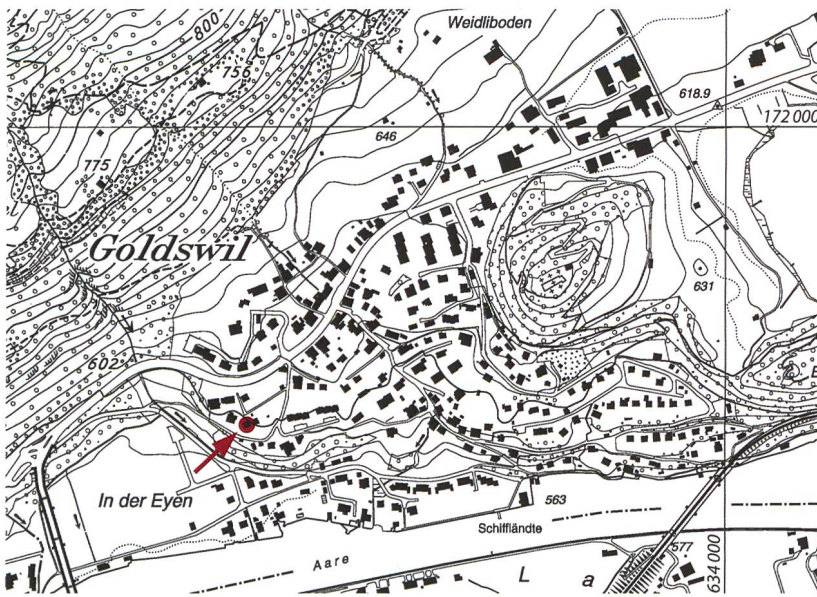 800
Weidliboden
756
618.9
172 000
646
775
Goldswil
631
602
In der Eyen
563
Schiffländte
Aare
577
634 000
L a